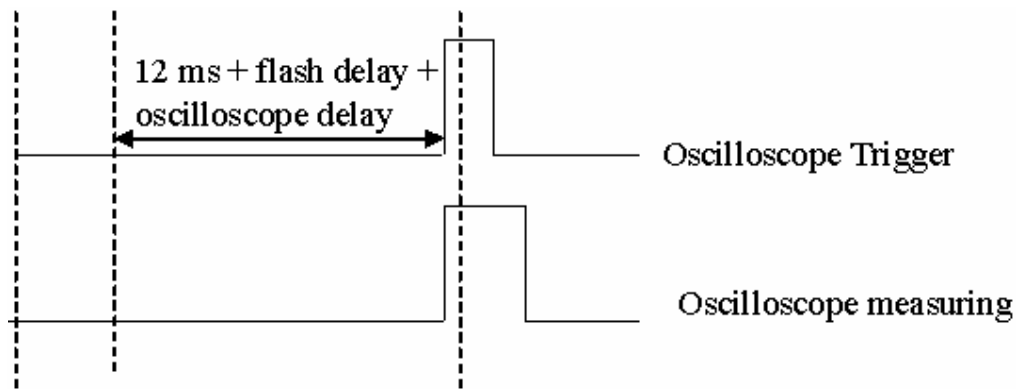 12 ms + flash delay +
oscilloscope delay
Oscilloscope Trigger
Oscilloscope measuring